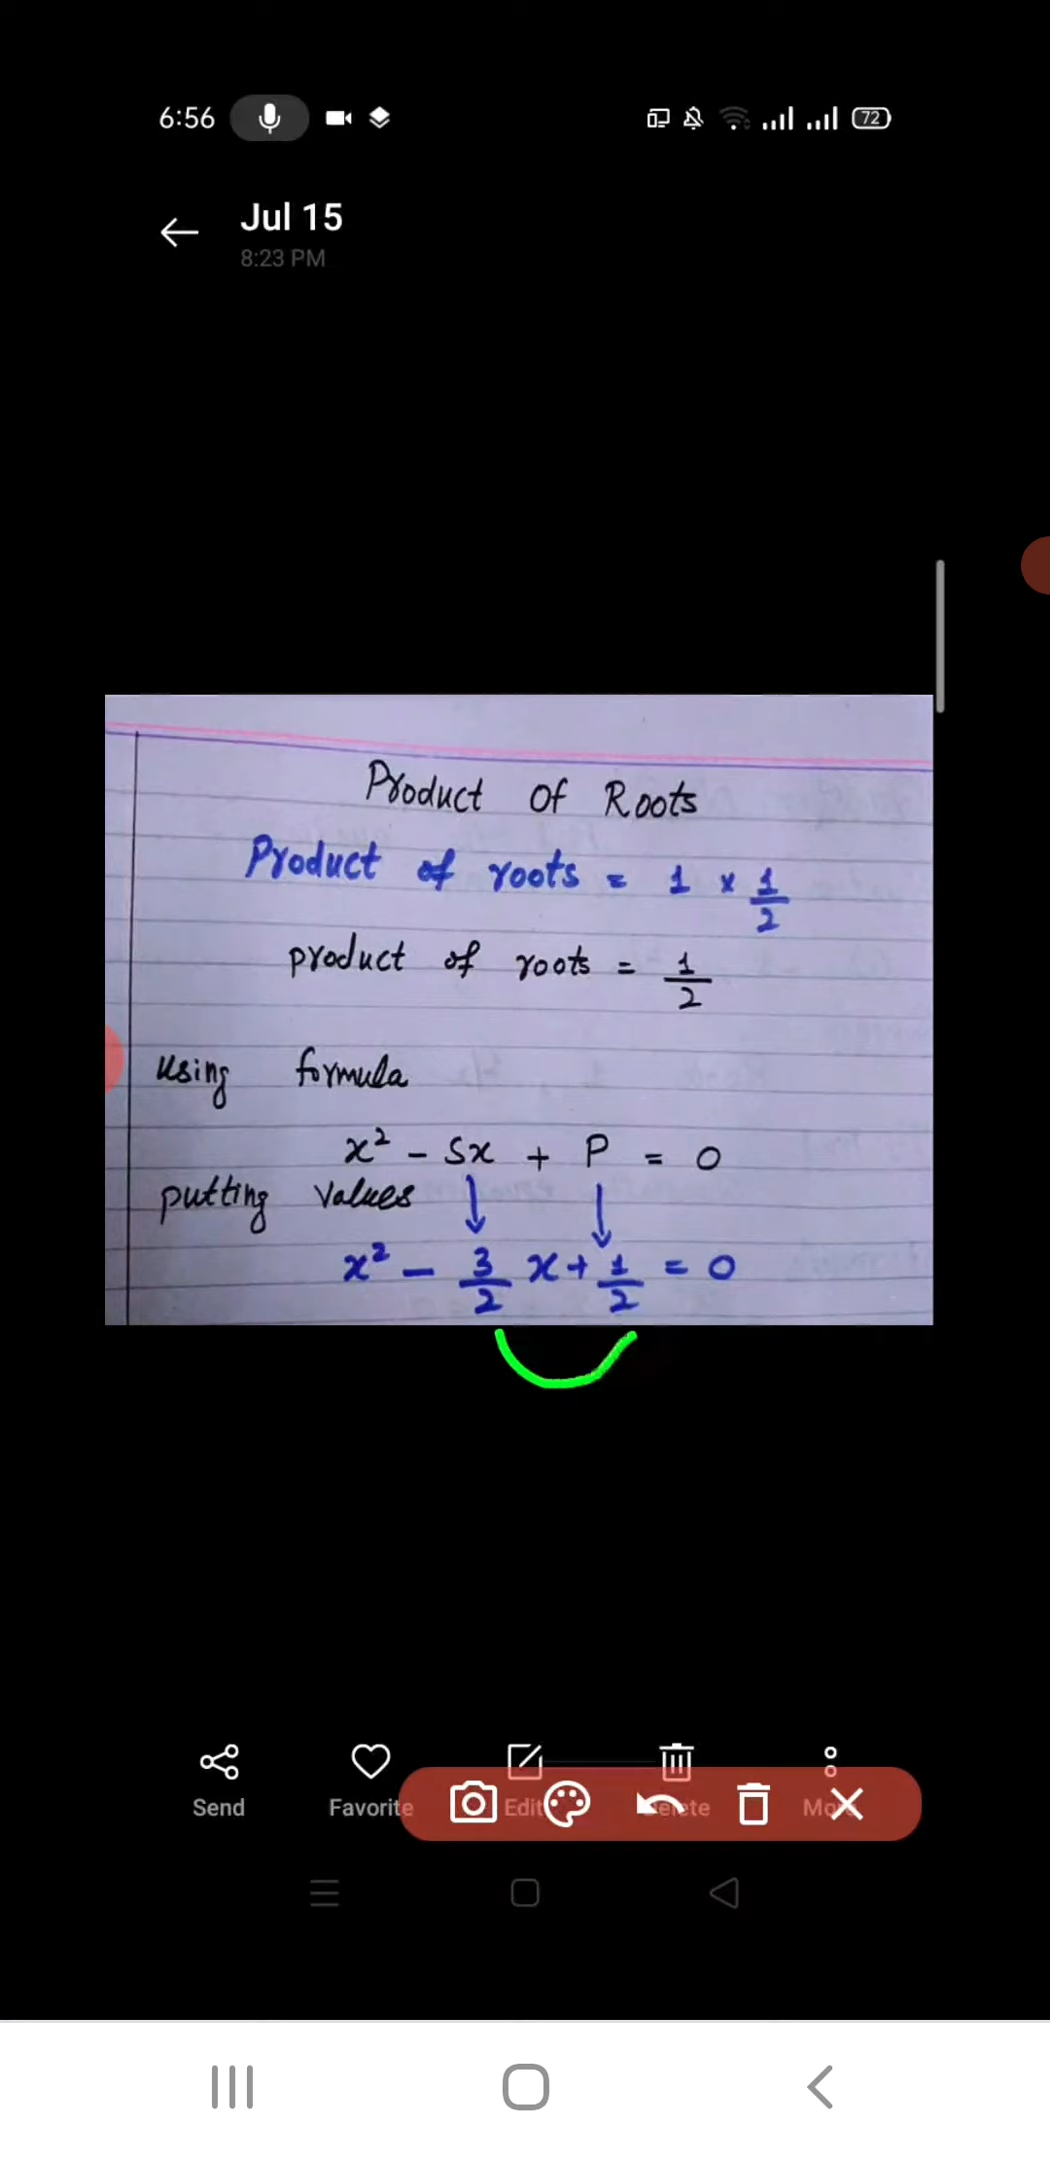 6:56
72
Jul 15
8:23 PM
Product Of Roots
Product of roots = 1 × 1/2
product of roots = 1/2
using formula
x² - Sx + P = 0
putting values
x² - 3/2 x + 1/2 = 0
Send Favorite Edit Delete More